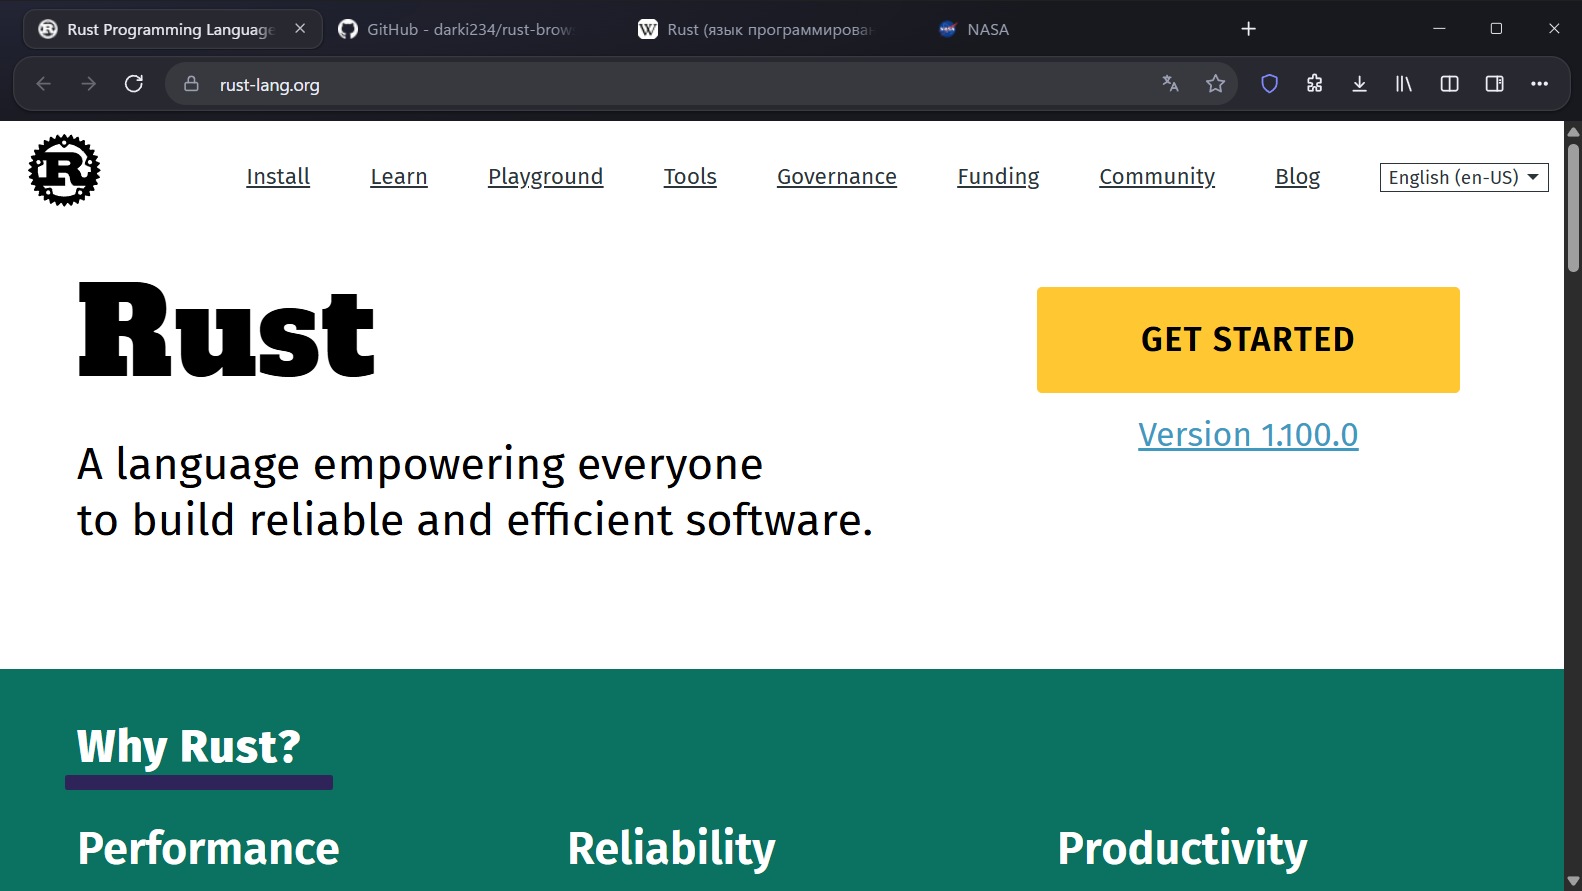 Rust Programming Language
GitHub - darki234/rust-brow
Rust (язык программирован
NASA
rust-lang.org
Install
Learn
Playground
Tools
Governance
Funding
Community
Blog
English (en-US)
Rust
GET STARTED
Version 1.100.0
A language empowering everyone
to build reliable and efficient software.
Why Rust?
Performance
Reliability
Productivity